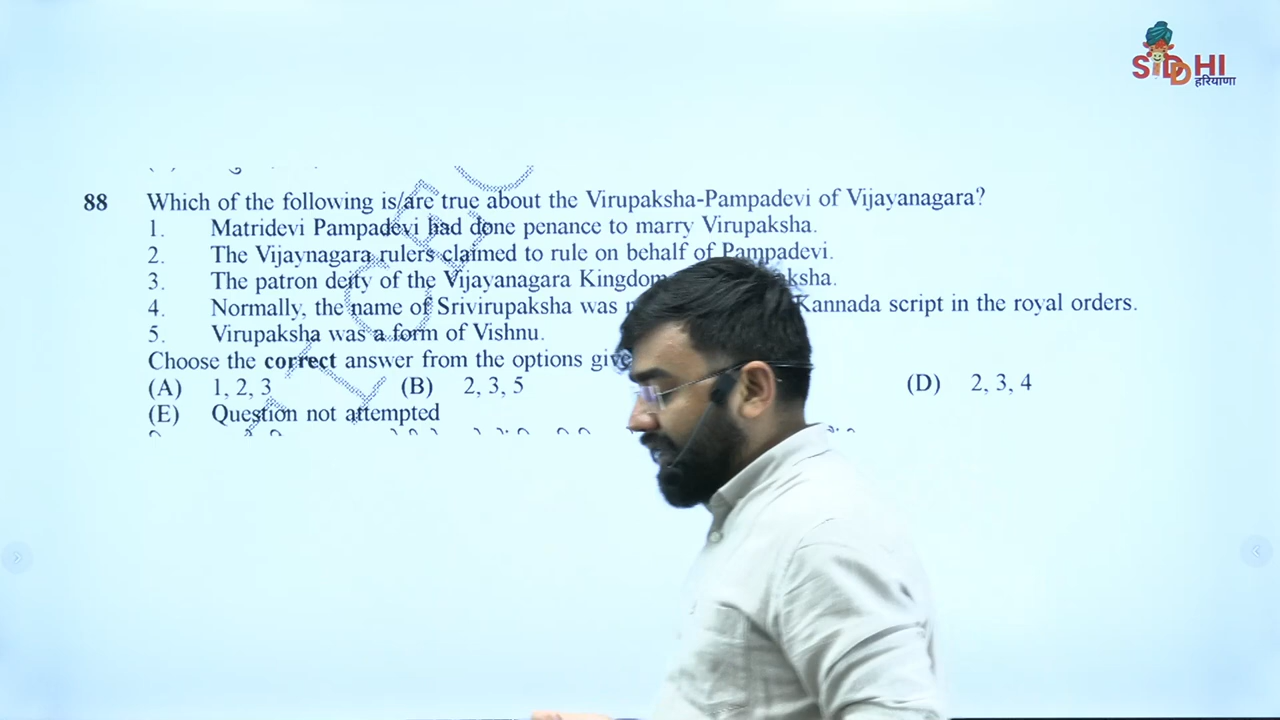 SIDDHI
हरियाणा
88 Which of the following is/are true about the Virupaksha-Pampadevi of Vijayanagara?
1. Matridevi Pampadevi had done penance to marry Virupaksha.
2. The Vijaynagara rulers claimed to rule on behalf of Pampadevi.
3. The patron deity of the Vijayanagara Kingdom
4. Normally, the name of Srivirupaksha was Kannada script in the royal orders.
5. Virupaksha was a form of Vishnu.
Choose the correct answer from the options
(A) 1, 2, 3 (B) 2, 3, 5 (D) 2, 3, 4
(E) Question not attempted